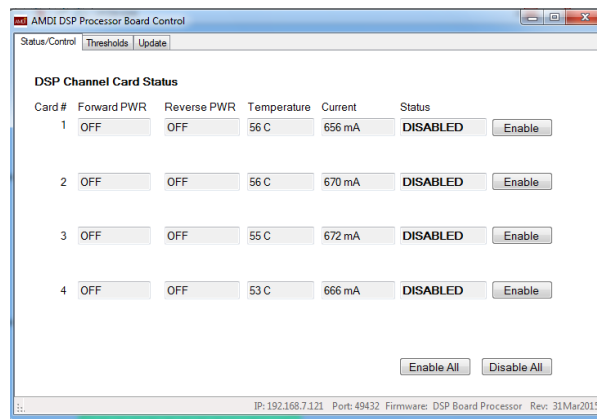 amdi AMDI DSP Processor Board Control
Status/Control Thresholds Update
DSP Channel Card Status
Card # Forward PWR Reverse PWR Temperature Current Status
1 OFF OFF 56 C 656 mA DISABLED Enable
2 OFF OFF 56 C 670 mA DISABLED Enable
3 OFF OFF 55 C 672 mA DISABLED Enable
4 OFF OFF 53 C 666 mA DISABLED Enable
Enable All Disable All
IP: 192.168.7.121 Port: 49432 Firmware: DSP Board Processor Rev: 31Mar2015